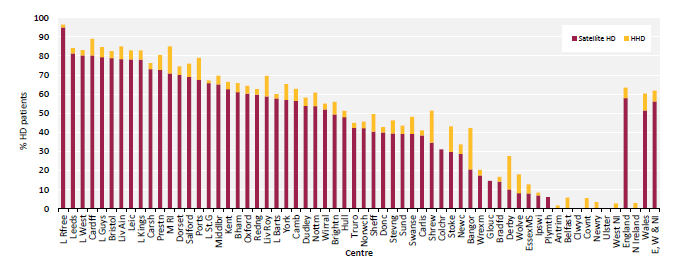 100
90
80
70
60
50
40
30
20
10
0
% HD patients
Satellite HD
HHD
L Rfree
L Leeds
L West
Cardff
L Guys
Bristol
Liv Ain
Leic
L Kings
Carsh
Prestn
M RI
Dorset
Salford
Ports
L St.G
Middlbr
Kent
Bham
Oxford
Redng
Liv Roy
L Barts
York
Camb
Dudley
Nottm
Wirral
Brightn
Hull
Truro
Norwch
Sheff
Donc
Stevng
Sund
Swanse
Carlis
Shrew
Colchr
Stoke
Newc
Bangor
Wrexm
Glouc
Bradfd
Derby
Wolve
EssexMS
Ipswi
Plymth
Antrim
Belfast
Clwyd
Covnt
Newry
Ulster
West NI
England
N Ireland
Wales
E, W & NI
Centre